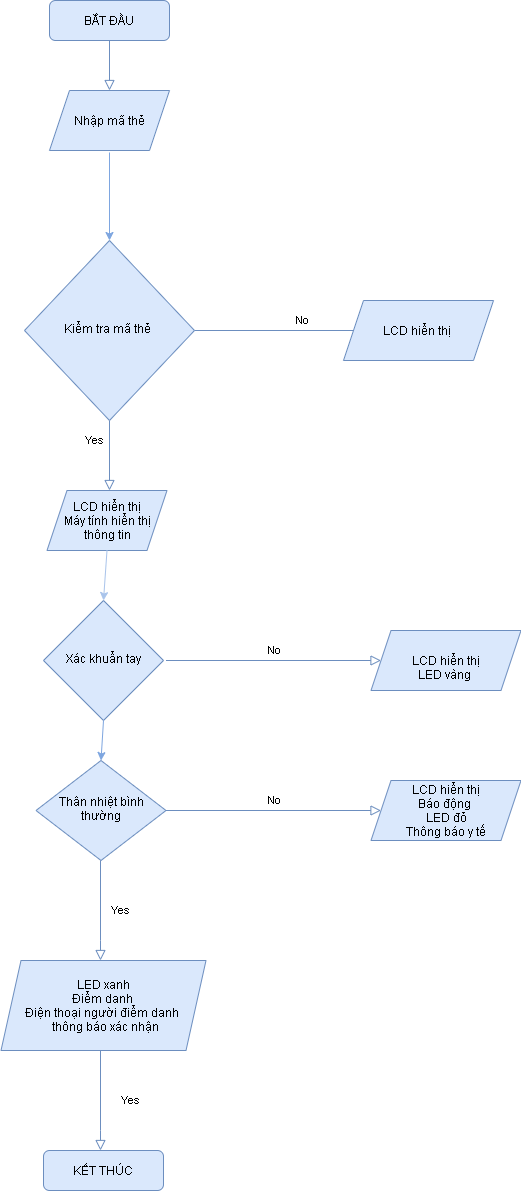 BẮT ĐẦU
Nhập mã thẻ
Kiểm tra mã thẻ
No
LCD hiển thị
Yes
LCD hiển thị
Máy tính hiển thị
thông tin
Xác khuẩn tay
No
LCD hiển thị
LED vàng
Thân nhiệt bình
thường
No
LCD hiển thị
Báo động
LED đỏ
Thông báo y tế
Yes
LED xanh
Điểm danh
Điện thoại người điểm danh
thông báo xác nhận
Yes
KẾT THÚC